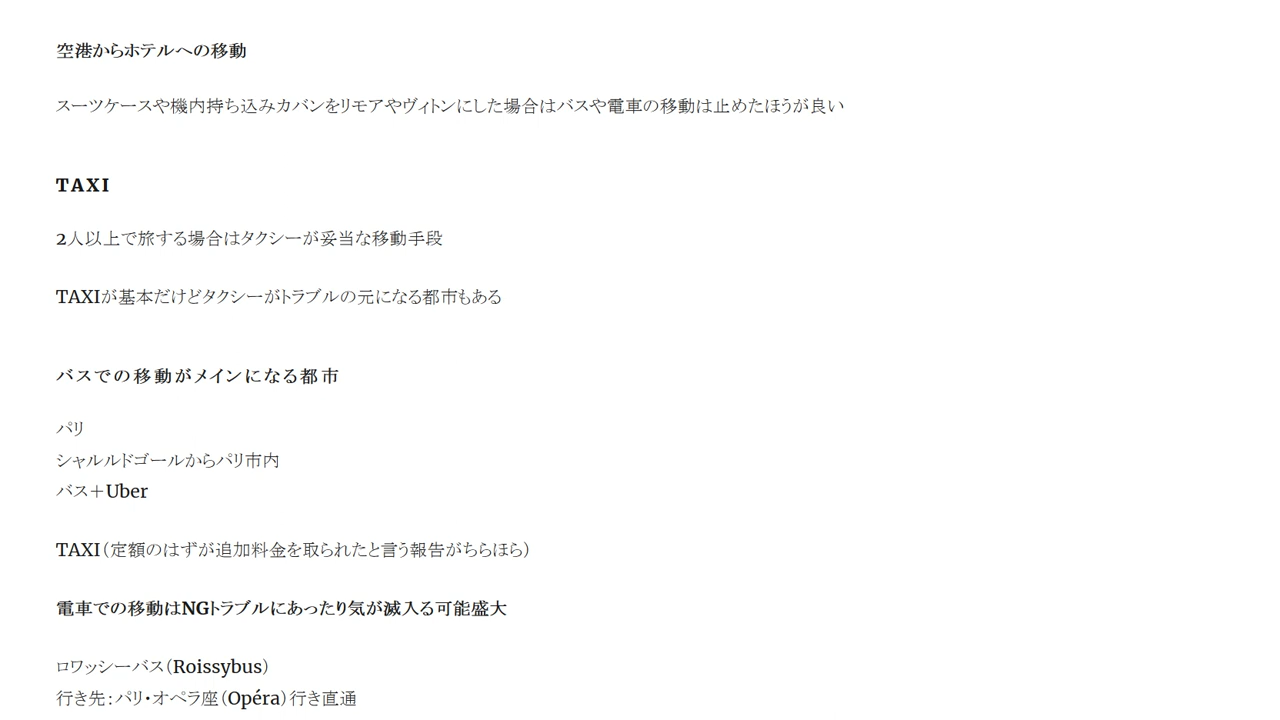 空港からホテルへの移動
スーツケースや機内持ち込みカバンをリモアやヴィトンにした場合はバスや電車の移動は止めたほうが良い
TAXI
2人以上で旅する場合はタクシーが妥当な移動手段
TAXIが基本だけどタクシーがトラブルの元になる都市もある
バスでの移動がメインになる都市
パリ
シャルルドゴールからパリ市内
バス＋Uber
TAXI（定額のはずが追加料金を取られたと言う報告がちらほら）
電車での移動はNGトラブルにあったり気が滅入る可能盛大
ロワッシーバス（Roissybus）
行き先：パリ・オペラ座（Opéra）行き直通